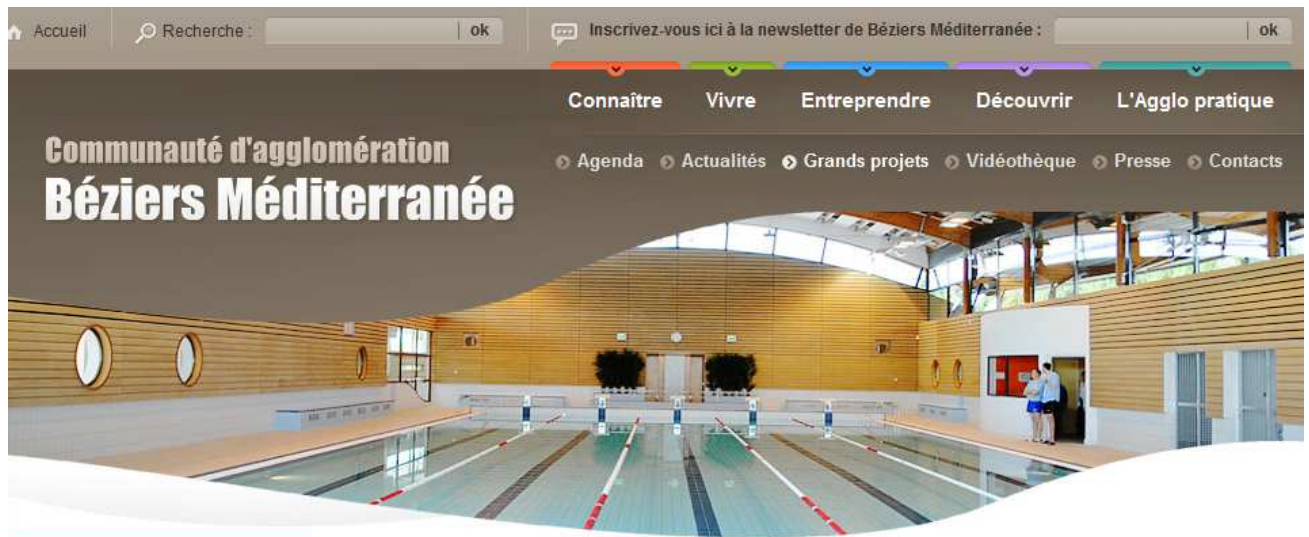 Accueil Recherche : ok Inscrivez-vous ici à la newsletter de Béziers Méditerranée : ok
Connaître Vivre Entreprendre Découvrir L'Agglo pratique
Communauté d'agglomération
Béziers Méditerranée
Agenda Actualités Grands projets Vidéothèque Presse Contacts